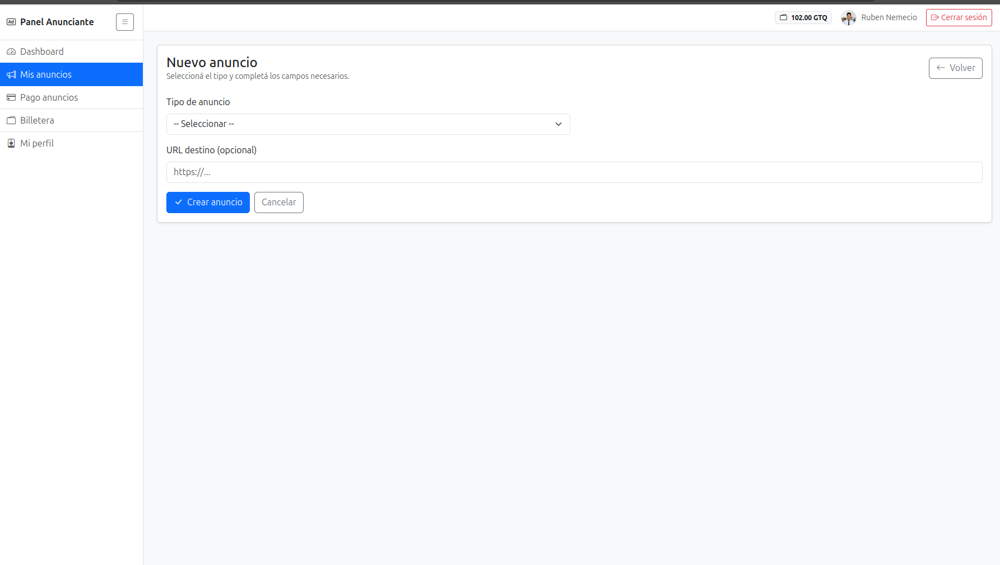 Ad Panel Anunciante
102.00 GTQ
Ruben Nemecio
Cerrar sesión
Dashboard
Mis anuncios
Pago anuncios
Billetera
Mi perfil
Nuevo anuncio
Seleccioná el tipo y completá los campos necesarios.
Volver
Tipo de anuncio
-- Seleccionar --
URL destino (opcional)
https://...
Crear anuncio
Cancelar